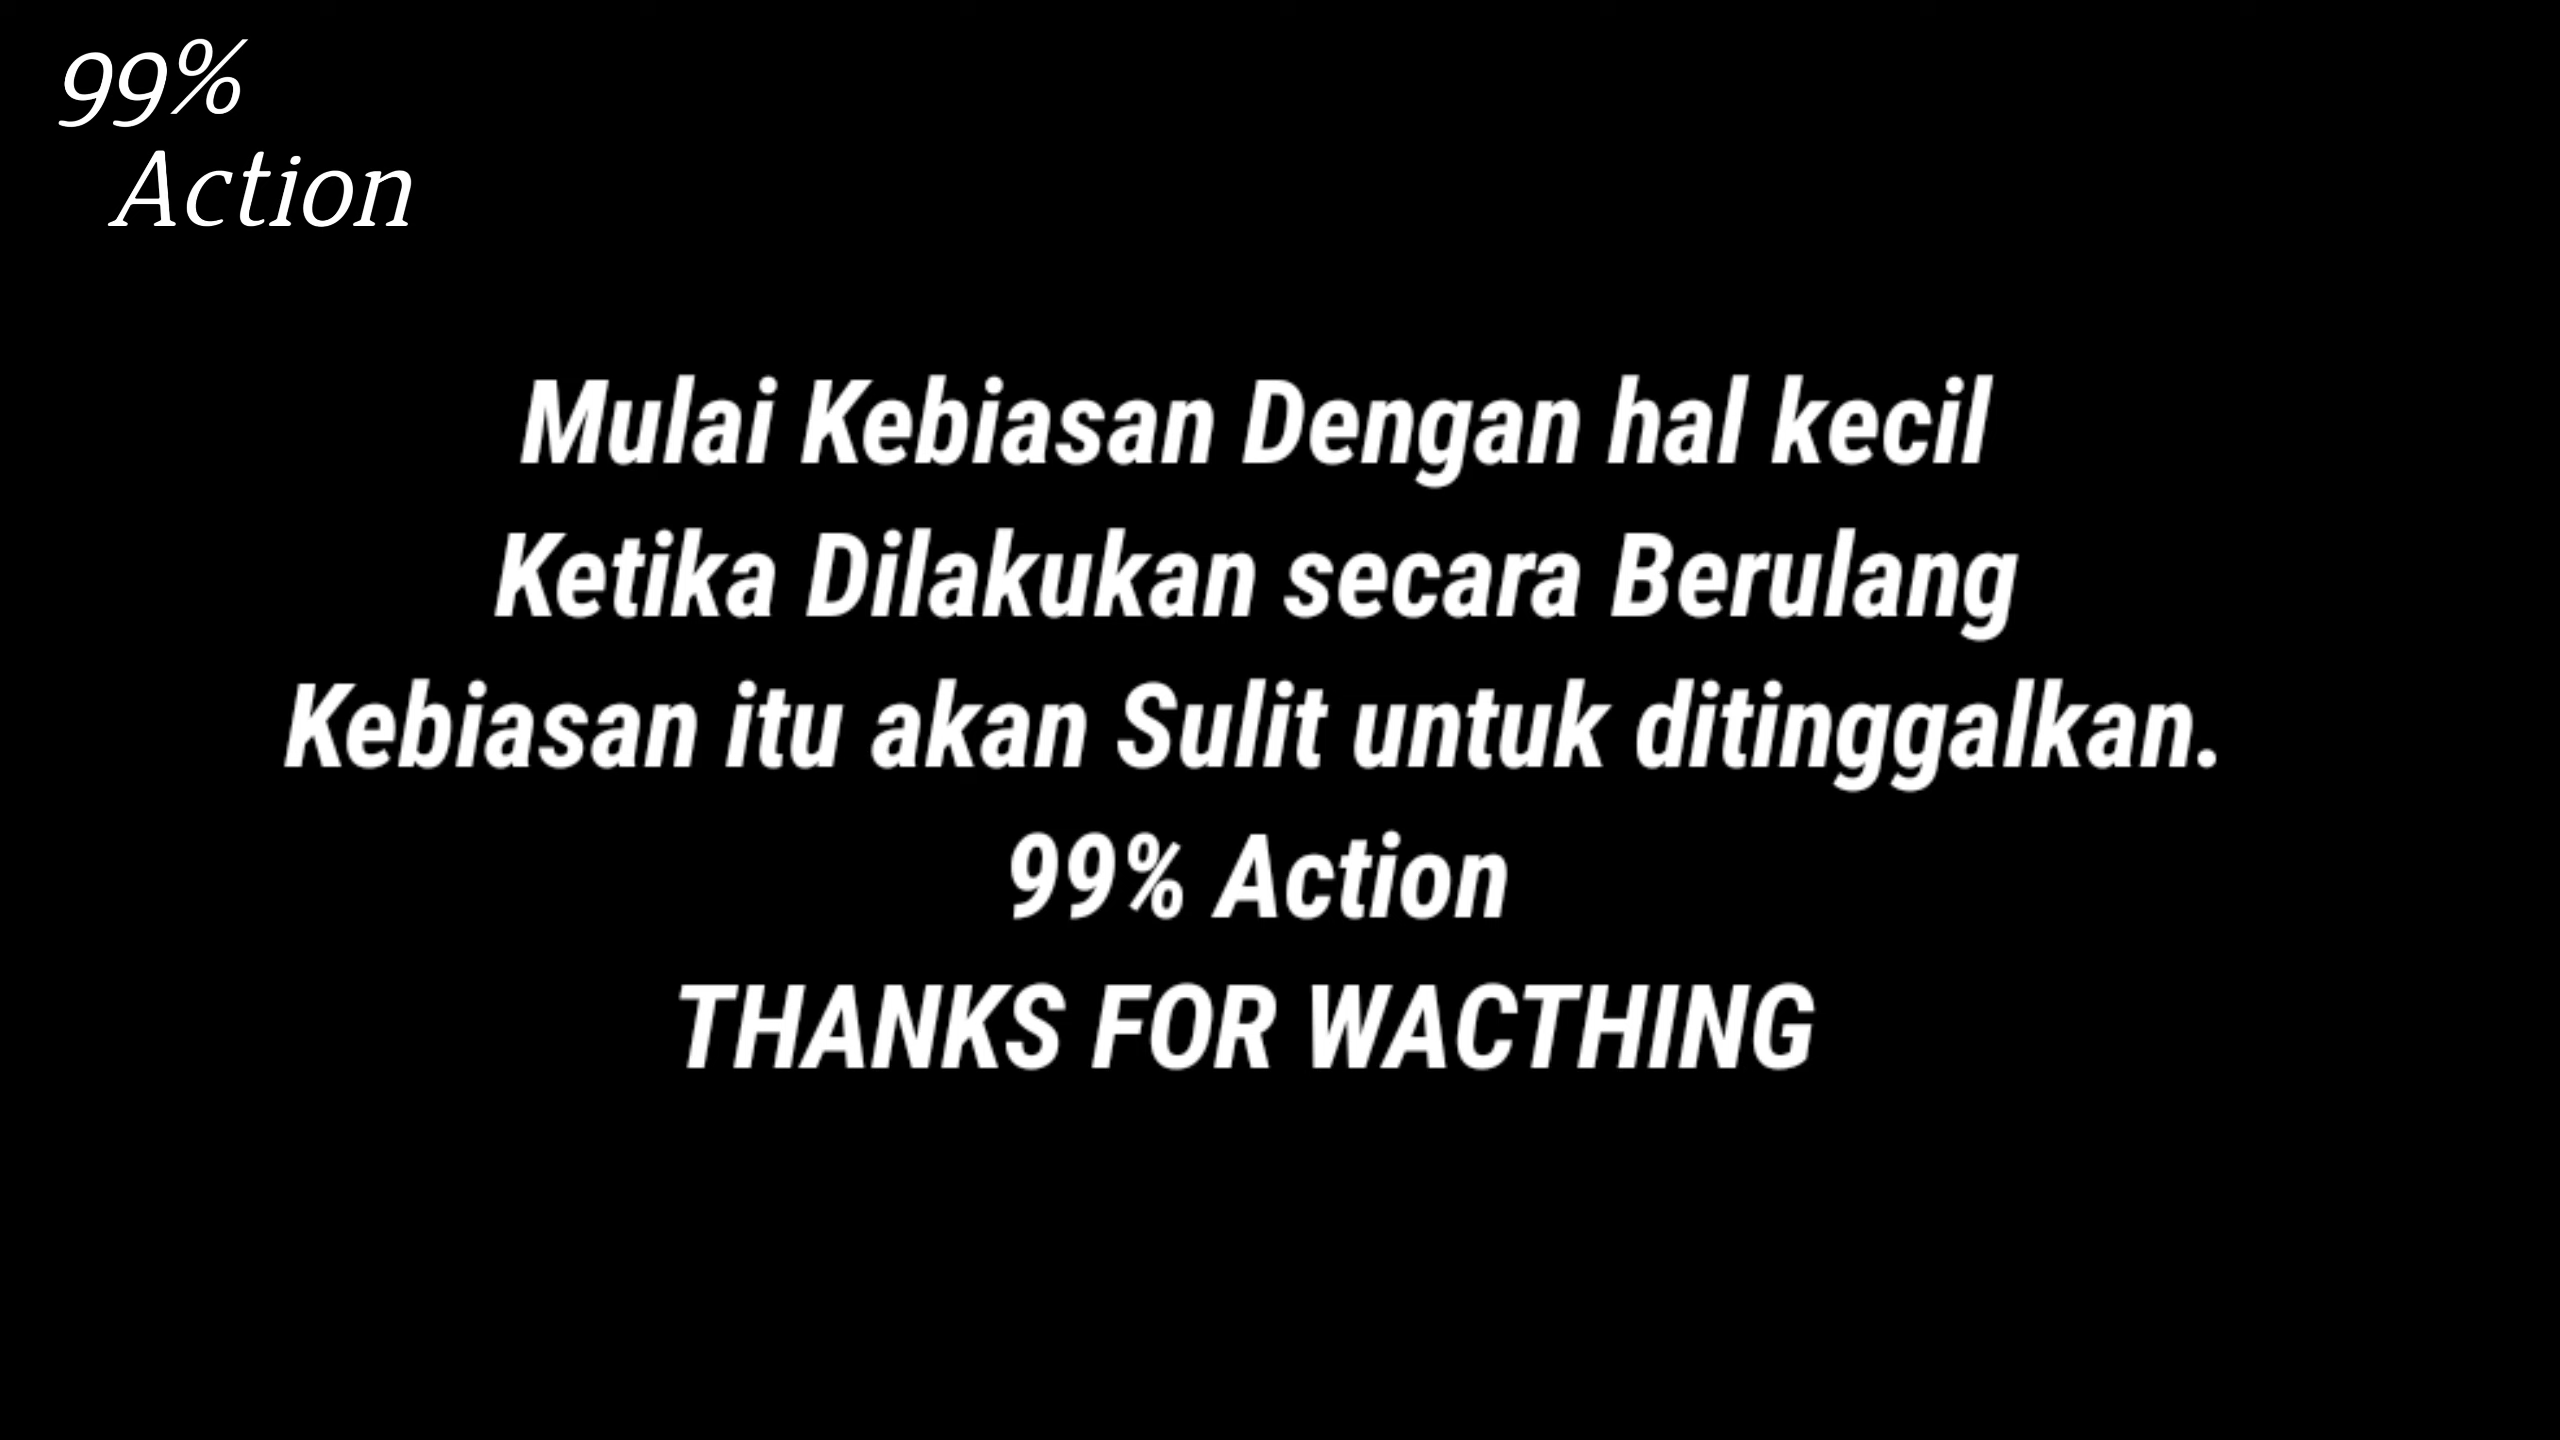 99%
Action
Mulai Kebiasan Dengan hal kecil
Ketika Dilakukan secara Berulang
Kebiasan itu akan Sulit untuk ditinggalkan.
99% Action
THANKS FOR WACTHING